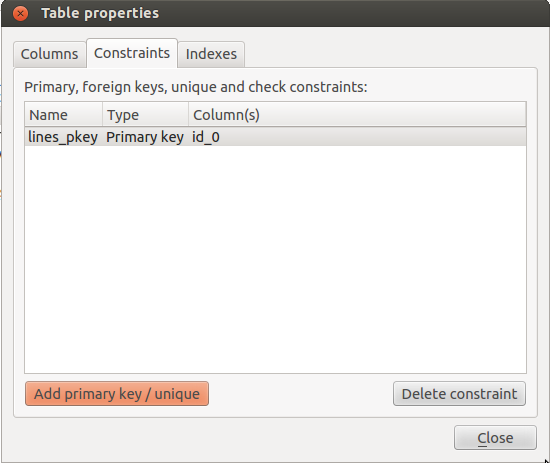 Table properties
Columns Constraints Indexes
Primary, foreign keys, unique and check constraints:
Name Type Column(s)
lines_pkey Primary key id_0
Add primary key / unique Delete constraint
Close